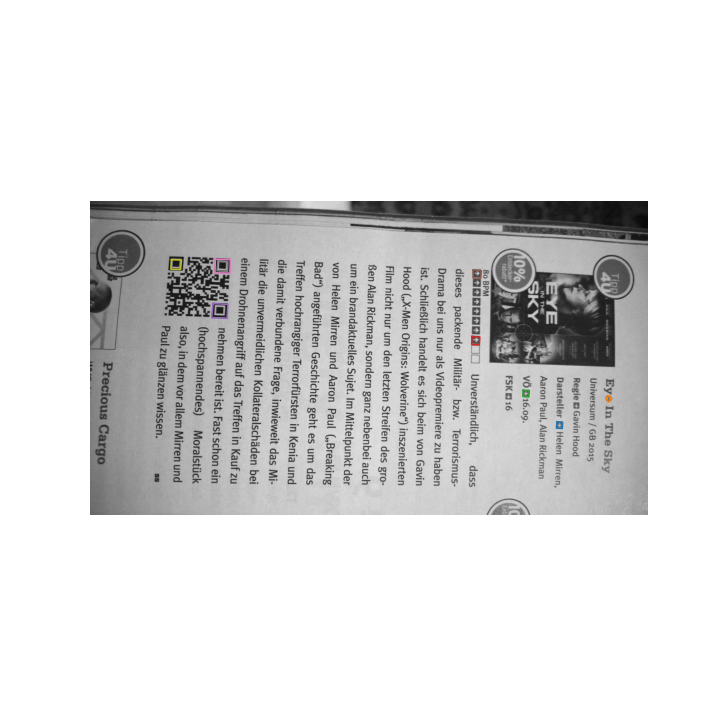 Tipp
4U
Eye In The Sky
Universum / GB 2015
Regie Gavin Hood
Darsteller Helen Mirren,
Aaron Paul, Alan Rickman
VÖ 16.09.
FSK 16
EYE
IN THE
SKY
10%
80 BPM
Unverständlich, dass
dieses packende Militär- bzw. Terrorismus-
Drama bei uns nur als Videopremiere zu haben
ist. Schließlich handelt es sich beim von Gavin
Hood („X-Men Origins: Wolverine“) inszenierten
Film nicht nur um den letzten Streifen des gro-
ßen Alan Rickman, sondern ganz nebenbei auch
um ein brandaktuelles Sujet. Im Mittelpunkt der
von Helen Mirren und Aaron Paul („Breaking
Bad“) angeführten Geschichte geht es um das
Treffen hochrangiger Terrorfürsten in Kenia und
die damit verbundene Frage, inwieweit das Mi-
litär die unvermeidlichen Kollateralschäden bei
einem Drohnenangriff auf das Treffen in Kauf zu
nehmen bereit ist. Fast schon ein
(hochspannendes) Moralstück
also, in dem vor allem Mirren und
Paul zu glänzen wissen.
Tipp
4U
Precious Cargo